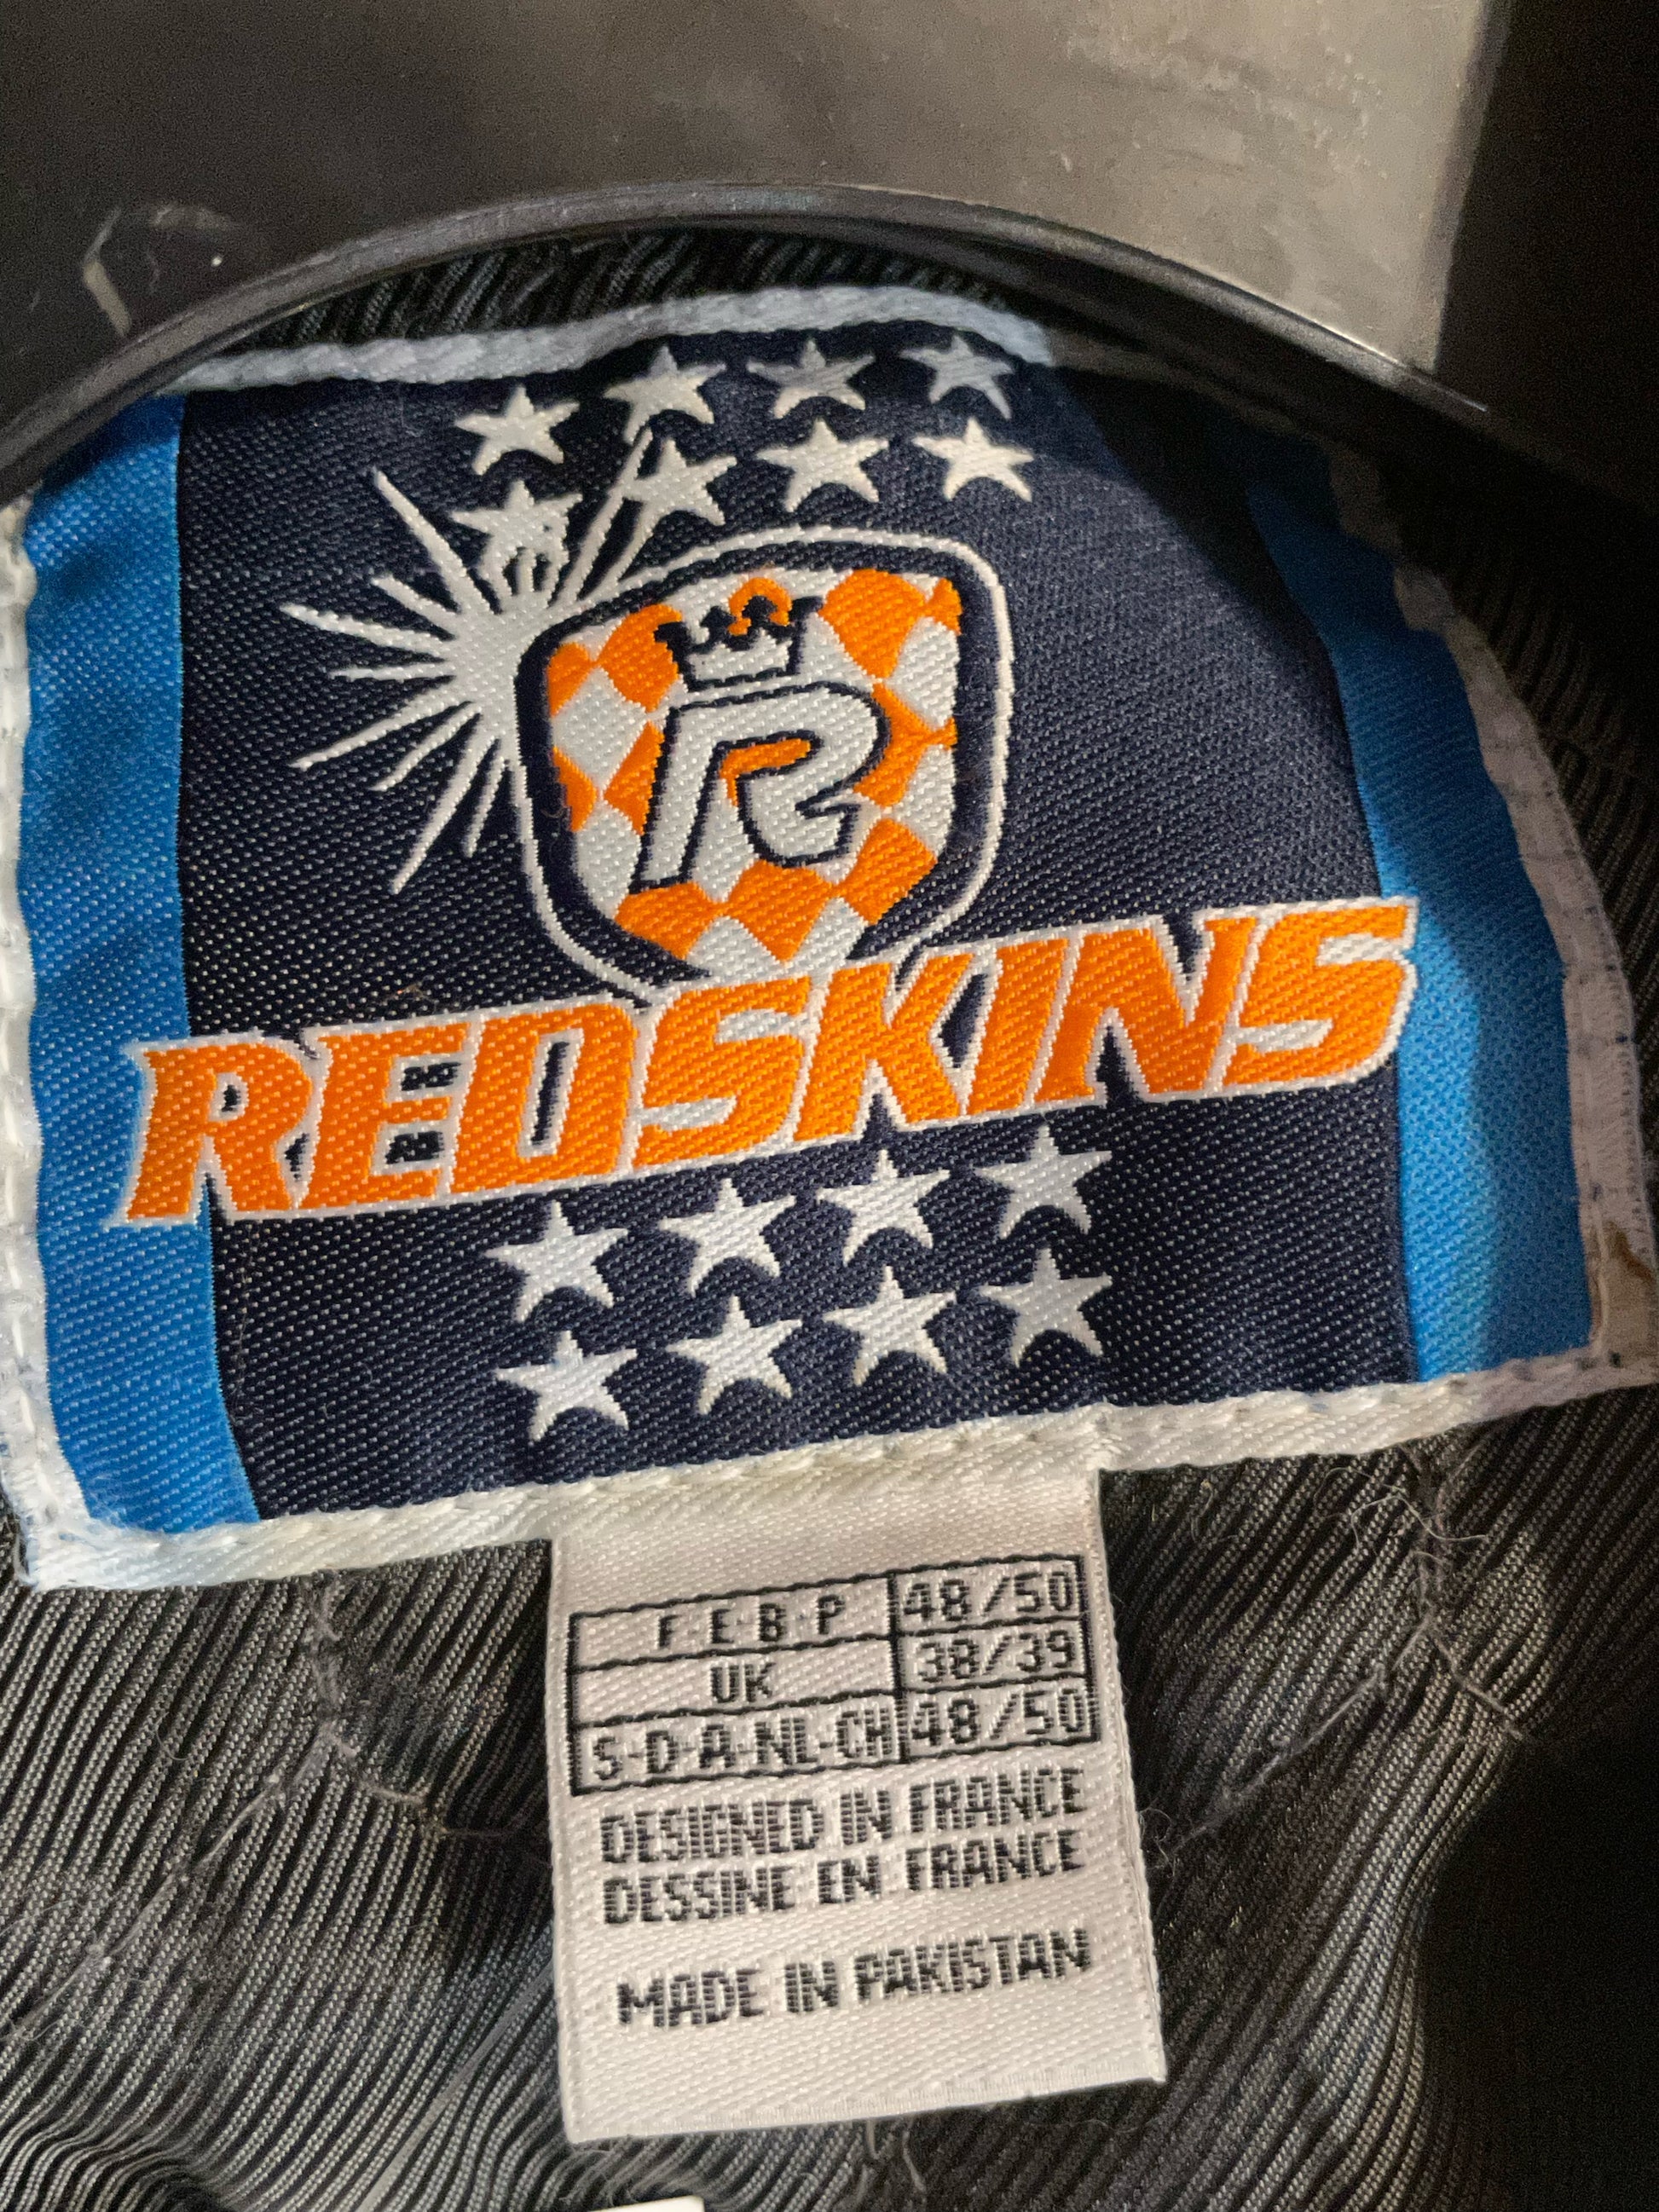 R
REDSKINS
F·E·B·P 48/50
UK 38/39
S·D·A·NL·CH 48/50
DESIGNED IN FRANCE
DESSINE EN FRANCE
MADE IN PAKISTAN